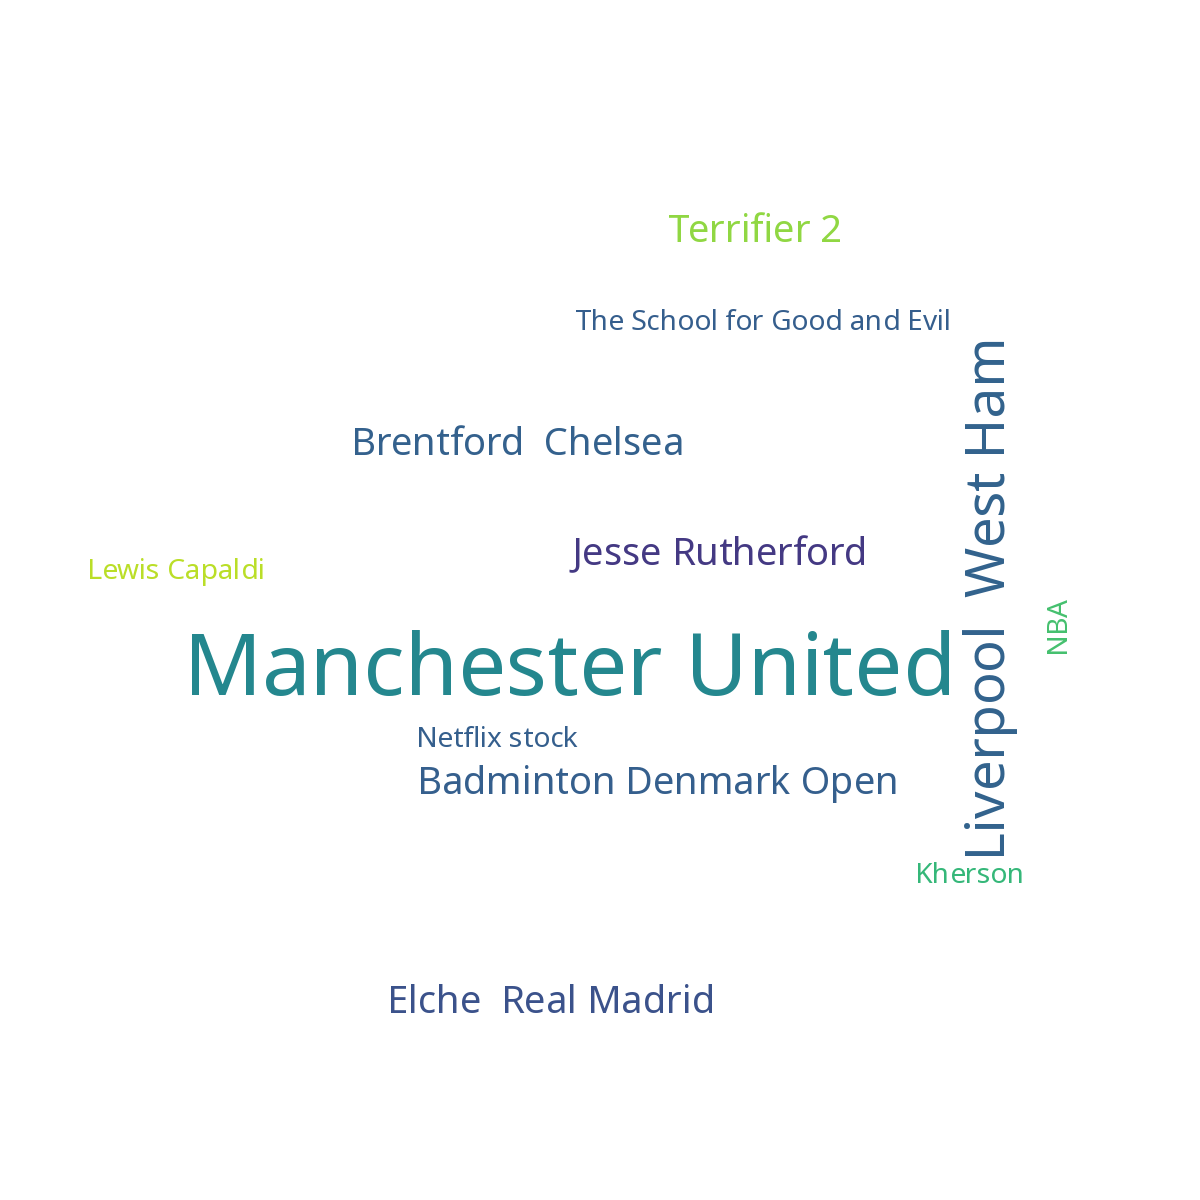 Terrifier 2
The School for Good and Evil
Liverpool  West Ham
Brentford  Chelsea
Jesse Rutherford
Lewis Capaldi
NBA
Manchester United
Netflix stock
Badminton Denmark Open
Kherson
Elche  Real Madrid